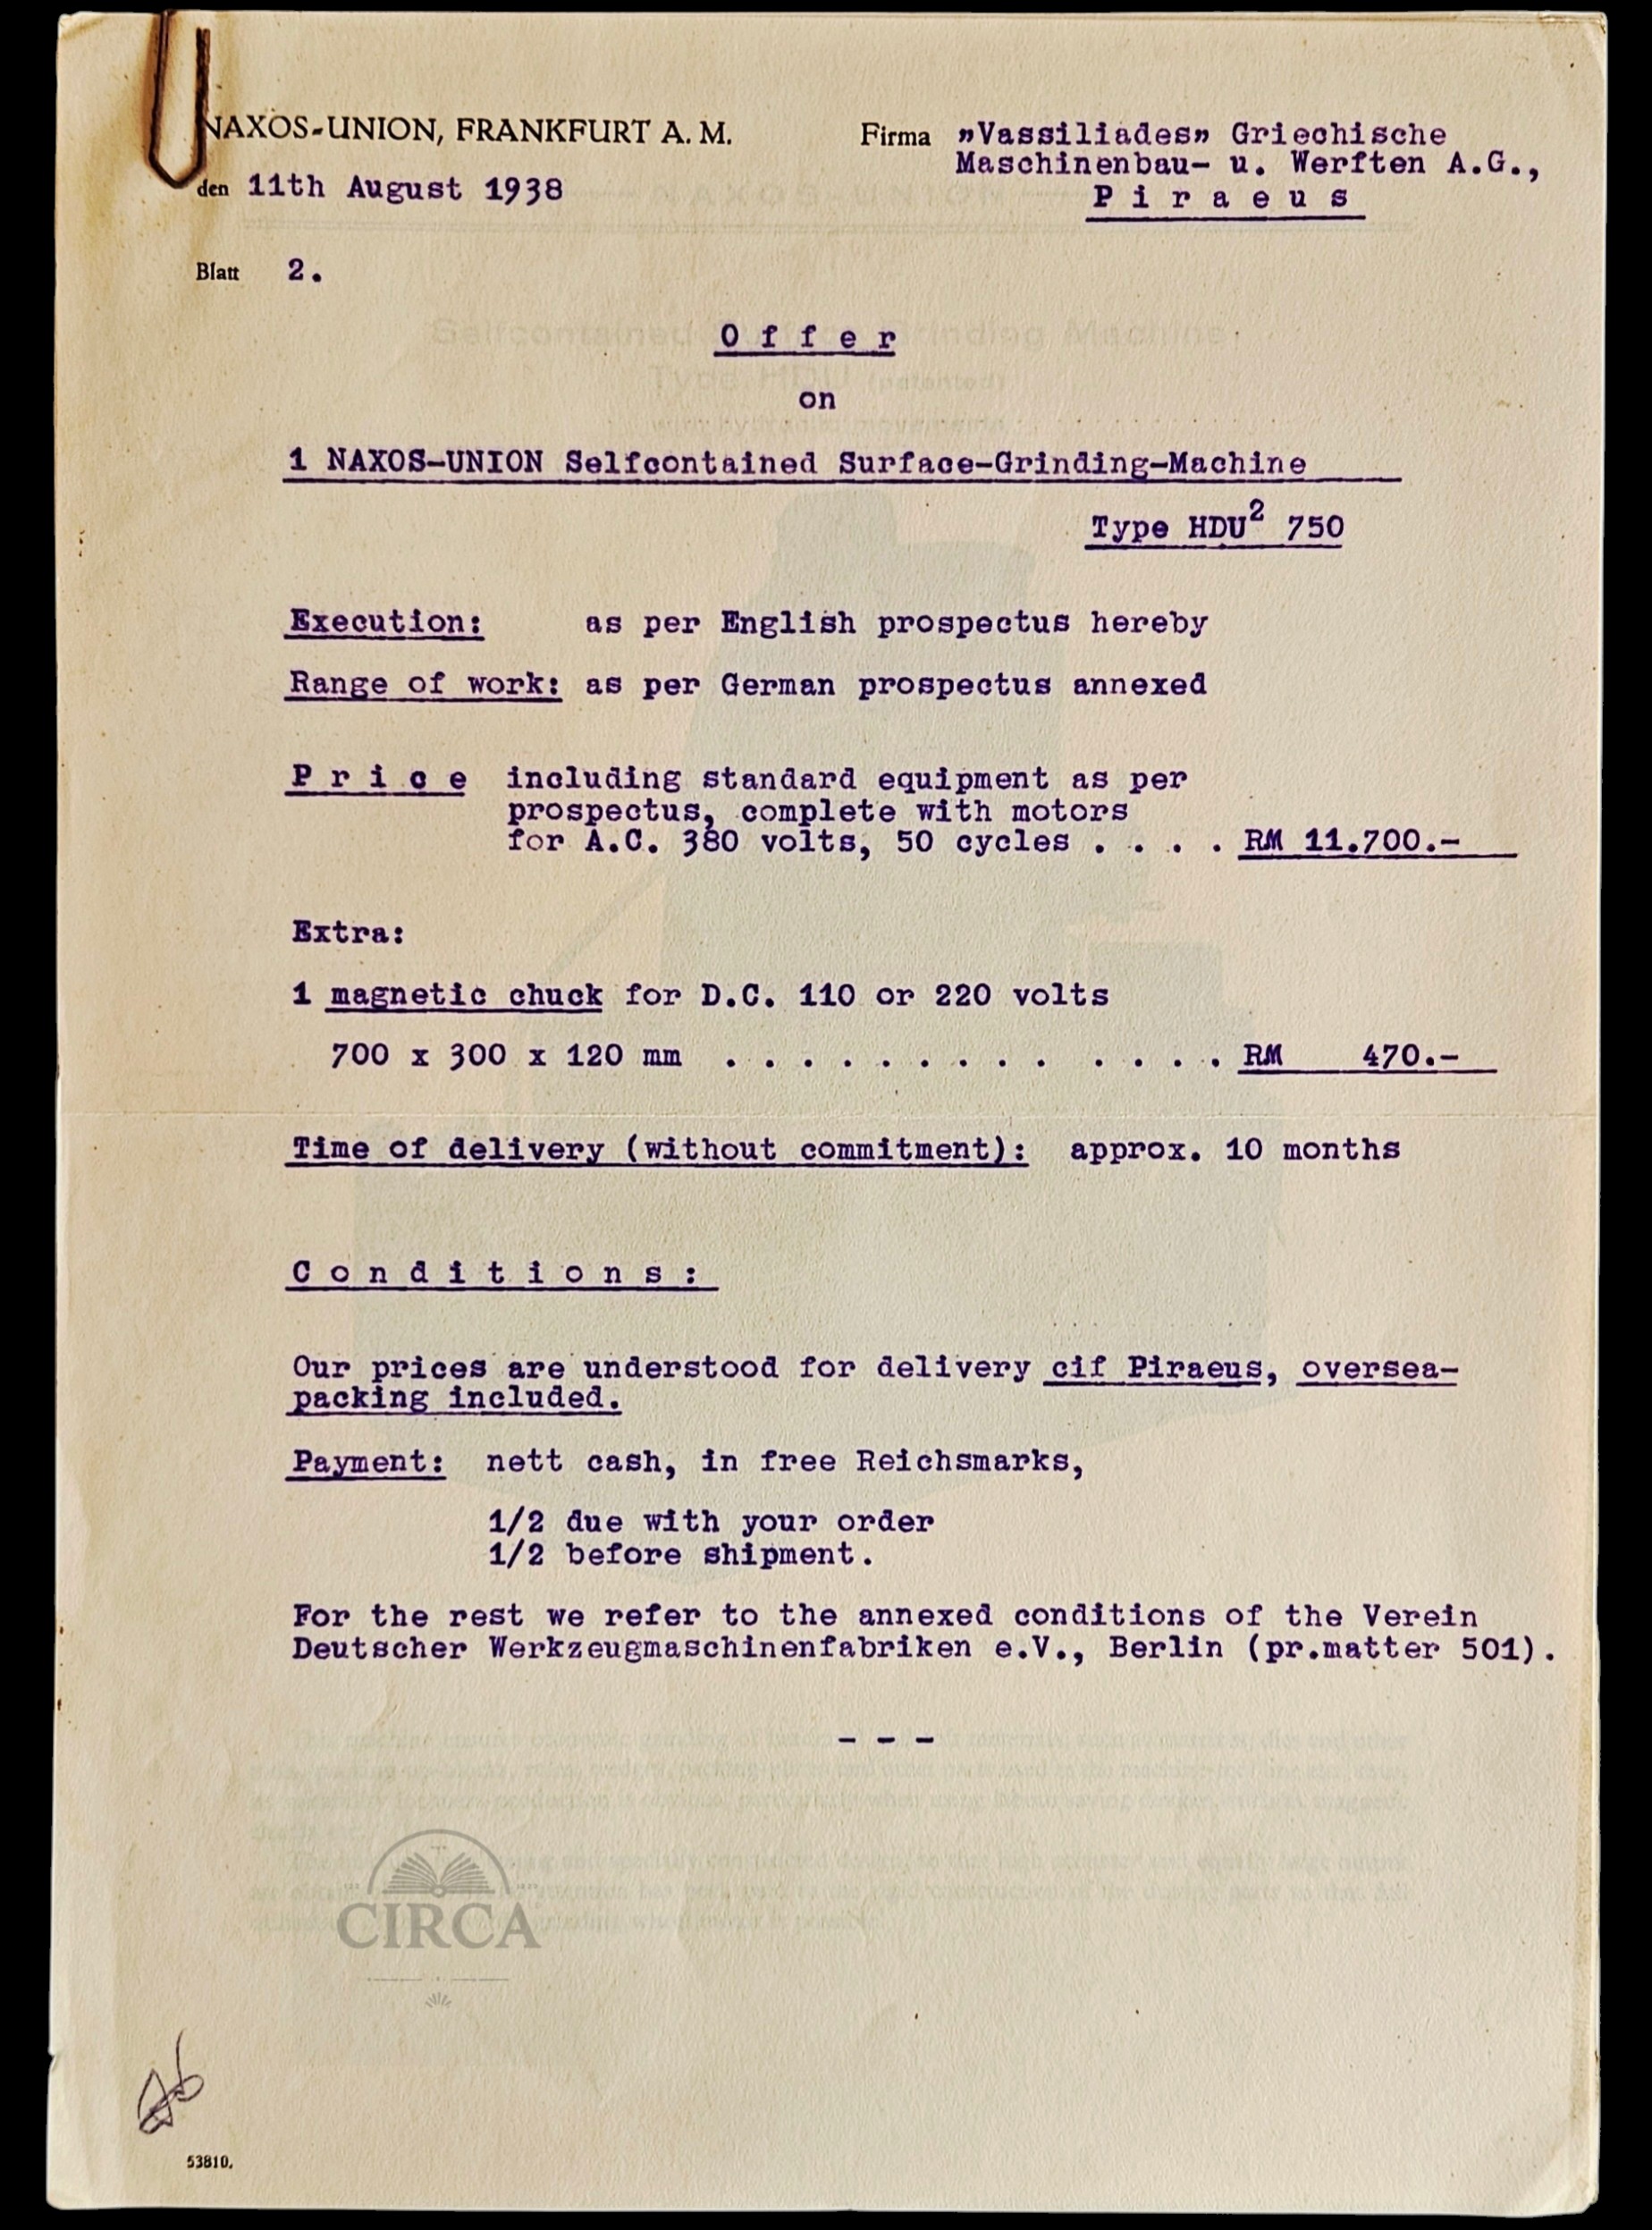 NAXOS-UNION, FRANKFURT A. M.
den 11th August 1938
Firma „Vassiliades„ Griechische
Maschinenbau- u. Werften A.G.,
P i r a e u s
Blatt 2.
O f f e r
on
1 NAXOS-UNION Selfcontained Surface-Grinding-Machine
Type HDU² 750
Execution: as per English prospectus hereby
Range of work: as per German prospectus annexed
P r i c e including standard equipment as per
prospectus, complete with motors
for A.C. 380 volts, 50 cycles . . . . RM 11.700.-
Extra:
1 magnetic chuck for D.C. 110 or 220 volts
700 x 300 x 120 mm . . . . . . . . . . . . . RM 470.-
Time of delivery (without commitment): approx. 10 months
C o n d i t i o n s :
Our prices are understood for delivery cif Piraeus, oversea-
packing included.
Payment: nett cash, in free Reichsmarks,
1/2 due with your order
1/2 before shipment.
For the rest we refer to the annexed conditions of the Verein
Deutscher Werkzeugmaschinenfabriken e.V., Berlin (pr.matter 501).
- - -
CIRCA
53810.